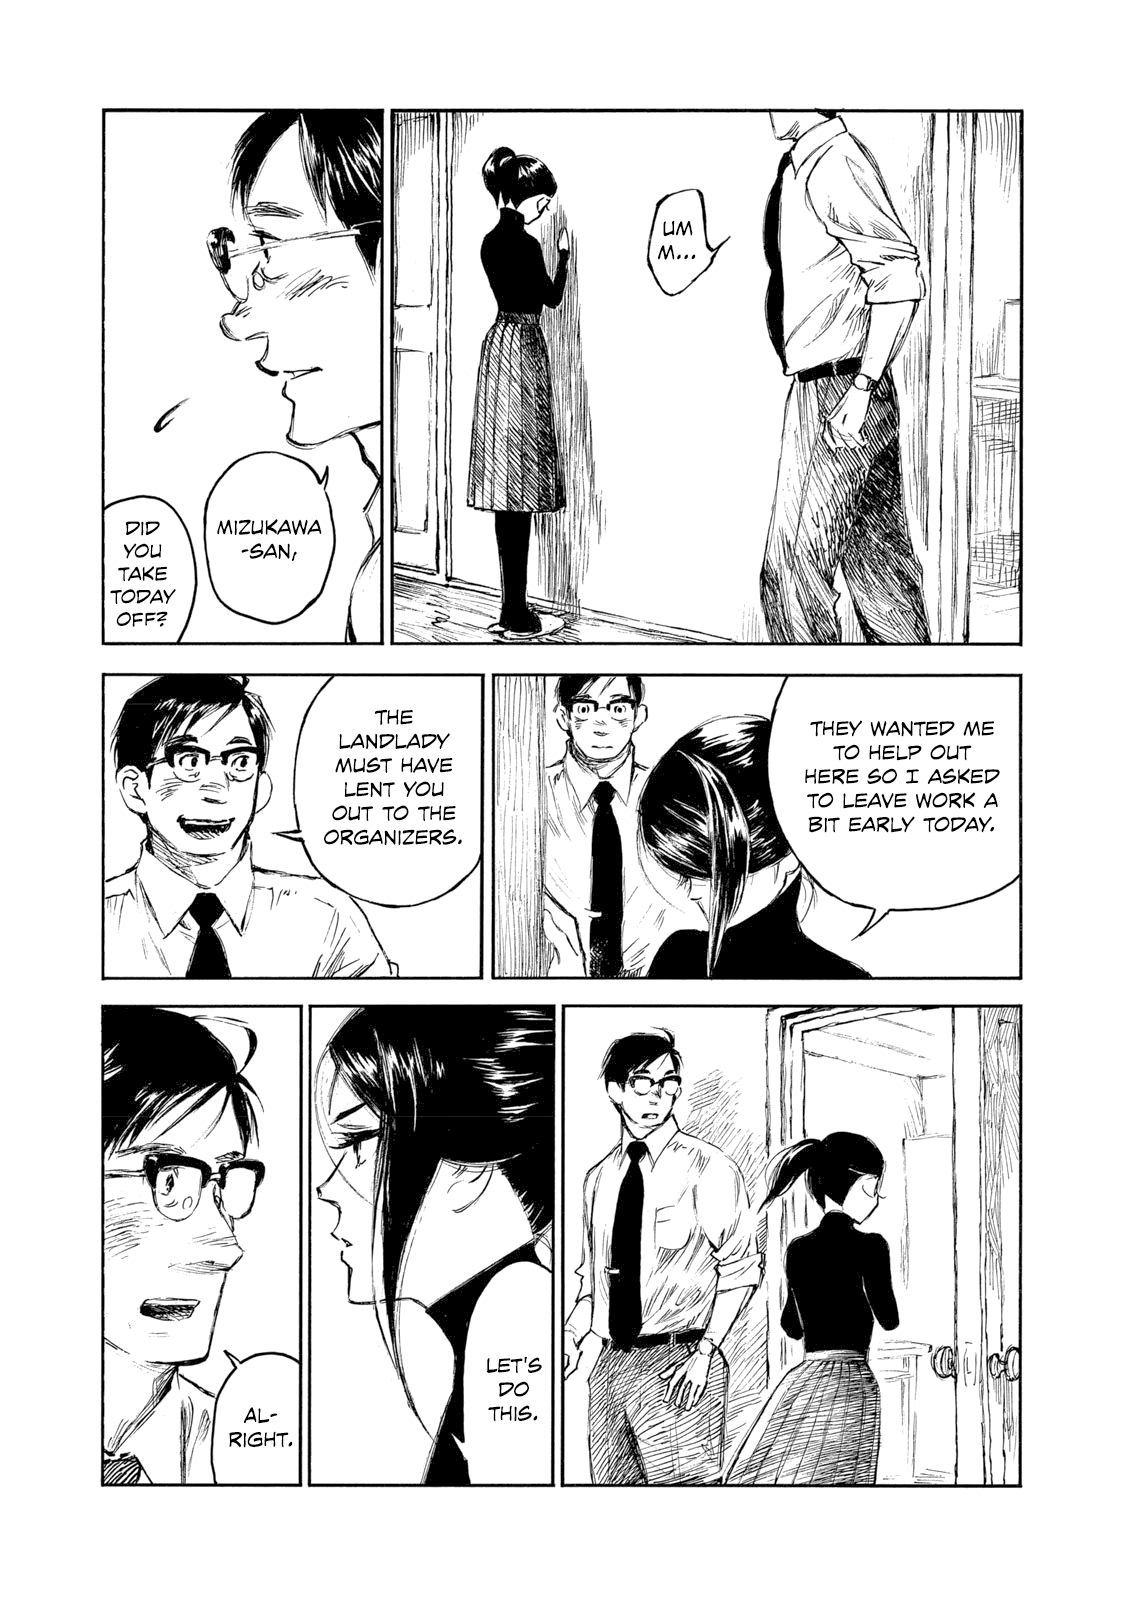 UM
M...
MIZUKAWA
-SAN,
DID
YOU
TAKE
TODAY
OFF?
THEY WANTED ME
TO HELP OUT
HERE SO I ASKED
TO LEAVE WORK A
BIT EARLY TODAY.
THE
LANDLADY
MUST HAVE
LENT YOU
OUT TO THE
ORGANIZERS.
LET'S
DO
THIS.
AL-
RIGHT.